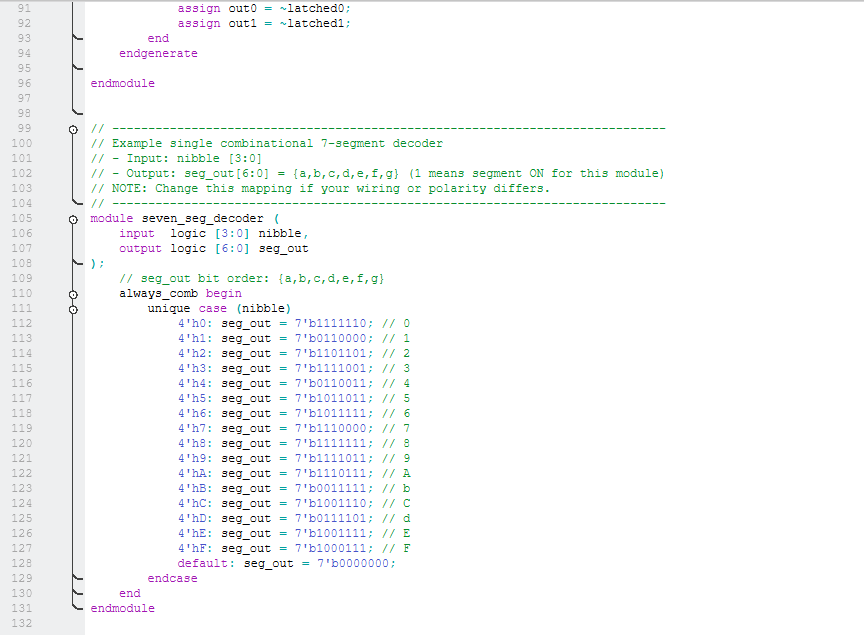 91 assign out0 = ~latched0;
92 assign out1 = ~latched1;
93 end
94 endgenerate
95
96 endmodule
97
98
99 // -----------------------------------------------------------------------------
100 // Example single combinational 7-segment decoder
101 // - Input: nibble [3:0]
102 // - Output: seg_out[6:0] = {a,b,c,d,e,f,g} (1 means segment ON for this module)
103 // NOTE: Change this mapping if your wiring or polarity differs.
104 // -----------------------------------------------------------------------------
105 module seven_seg_decoder (
106 input  logic [3:0] nibble,
107 output logic [6:0] seg_out
108 );
109 // seg_out bit order: {a,b,c,d,e,f,g}
110 always_comb begin
111 unique case (nibble)
112 4'h0: seg_out = 7'b1111110; // 0
113 4'h1: seg_out = 7'b0110000; // 1
114 4'h2: seg_out = 7'b1101101; // 2
115 4'h3: seg_out = 7'b1111001; // 3
116 4'h4: seg_out = 7'b0110011; // 4
117 4'h5: seg_out = 7'b1011011; // 5
118 4'h6: seg_out = 7'b1011111; // 6
119 4'h7: seg_out = 7'b1110000; // 7
120 4'h8: seg_out = 7'b1111111; // 8
121 4'h9: seg_out = 7'b1111011; // 9
122 4'hA: seg_out = 7'b1110111; // A
123 4'hB: seg_out = 7'b0011111; // b
124 4'hC: seg_out = 7'b1001110; // C
125 4'hD: seg_out = 7'b0111101; // d
126 4'hE: seg_out = 7'b1001111; // E
127 4'hF: seg_out = 7'b1000111; // F
128 default: seg_out = 7'b0000000;
129 endcase
130 end
131 endmodule
132